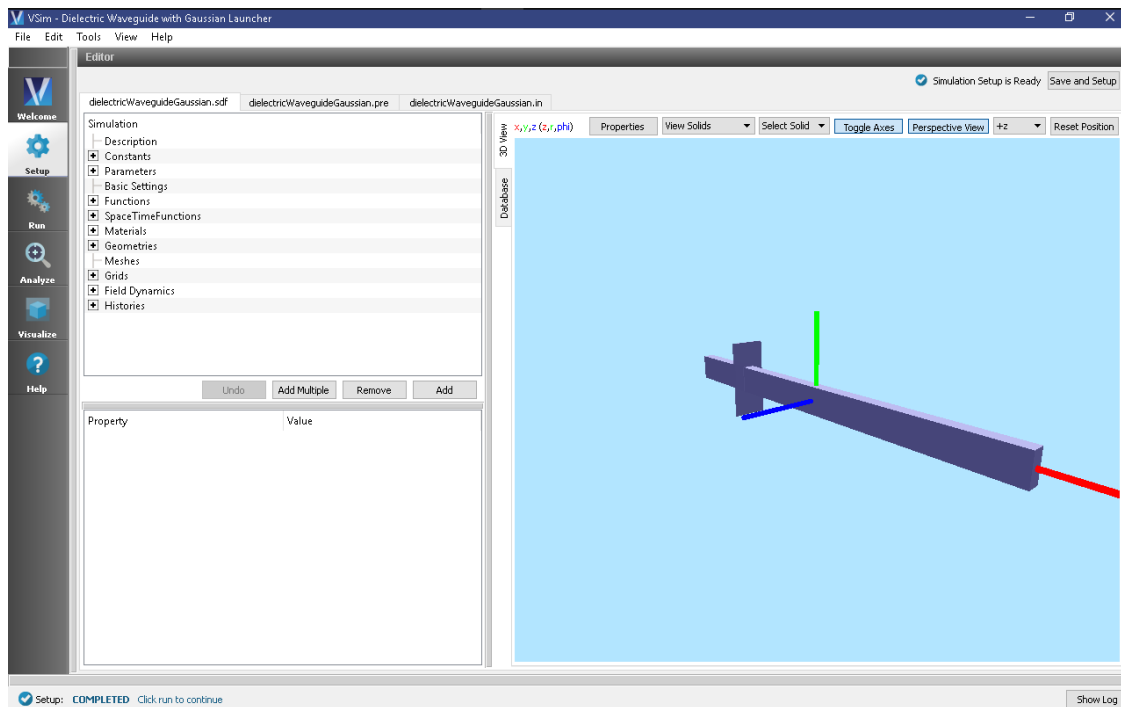 VSim - Dielectric Waveguide with Gaussian Launcher
File Edit Tools View Help
Editor
Simulation Setup is Ready Save and Setup
dielectricWaveguideGaussian.sdf dielectricWaveguideGaussian.pre dielectricWaveguideGaussian.in
Welcome
Setup
Run
Analyze
Visualize
Help
Simulation
Description
Constants
Parameters
Basic Settings
Functions
SpaceTimeFunctions
Materials
Geometries
Meshes
Grids
Field Dynamics
Histories
Undo Add Multiple Remove Add
Property Value
3D View
Database
x,y,z (z,r,phi) Properties View Solids Select Solid Toggle Axes Perspective View +z Reset Position
Setup: COMPLETED Click run to continue Show Log